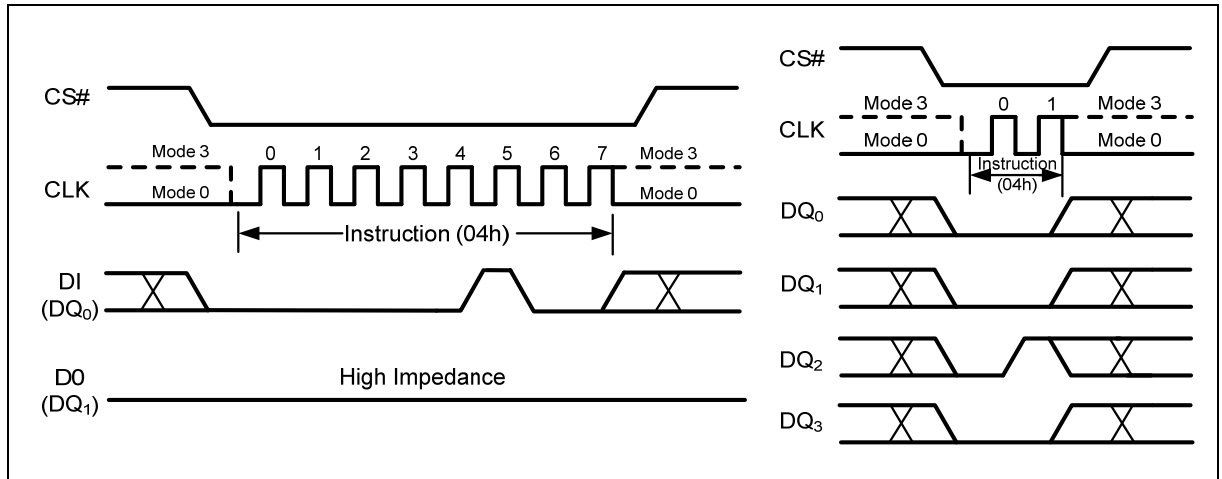 CS#
Mode 3 0 1 2 3 4 5 6 7 Mode 3
CLK
Mode 0 Mode 0
Instruction (04h)
DI
(DQ0)
D0
(DQ1)
High Impedance
CS#
Mode 3 0 1 Mode 3
CLK
Mode 0 Mode 0
Instruction
(04h)
DQ0
DQ1
DQ2
DQ3